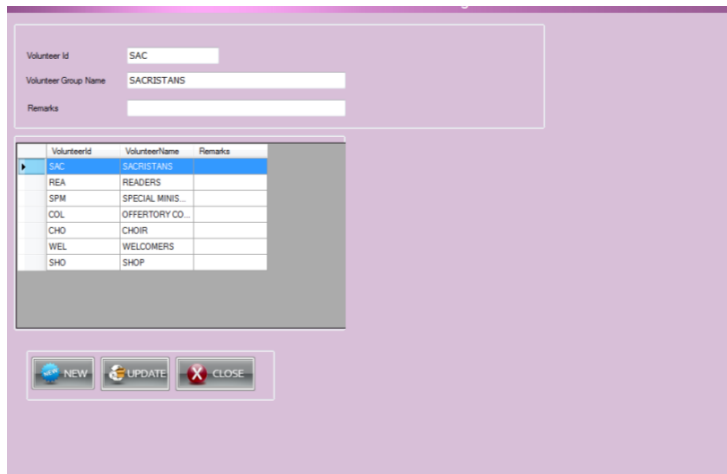 Volunteer Id SAC
Volunteer Group Name SACRISTANS
Remarks
VolunteerId VolunteerName Remarks
SAC SACRISTANS
REA READERS
SPM SPECIAL MINIS...
COL OFFERTORY CO...
CHO CHOIR
WEL WELCOMERS
SHO SHOP
NEW UPDATE X CLOSE